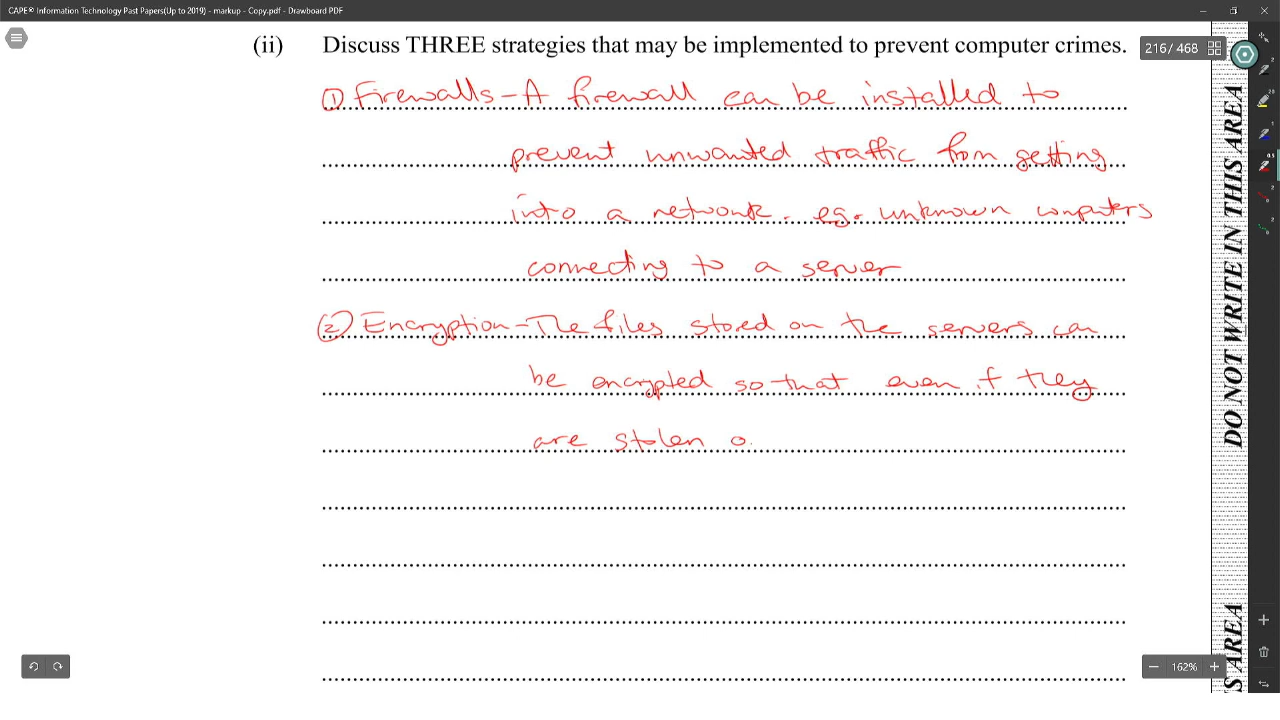 CAPE® Information Technology Past Papers(Up to 2019) - markup - Copy.pdf - Drawboard PDF
(ii) Discuss THREE strategies that may be implemented to prevent computer crimes.
216 / 468
① Firewalls - A firewall can be installed to
prevent unwanted traffic from getting
into a network. eg. unknown computers
connecting to a server
② Encryption - The files stored on the servers can
be encrypted so that even if they
are stolen o
DO NOT WRITE IN THIS AREA
S AREA
162%